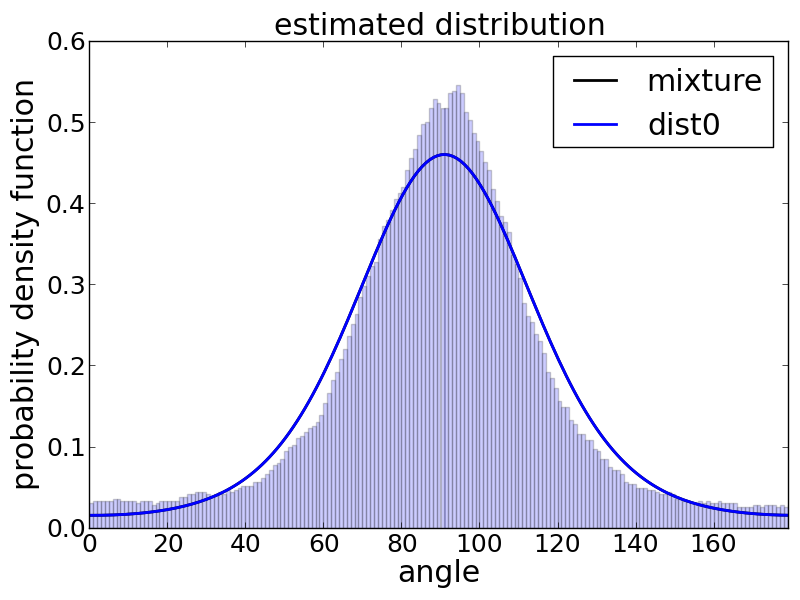 estimated distribution
0.6
0.5
0.4
0.3
0.2
0.1
0.0
probability density function
mixture
dist0
0 20 40 60 80 100 120 140 160
angle